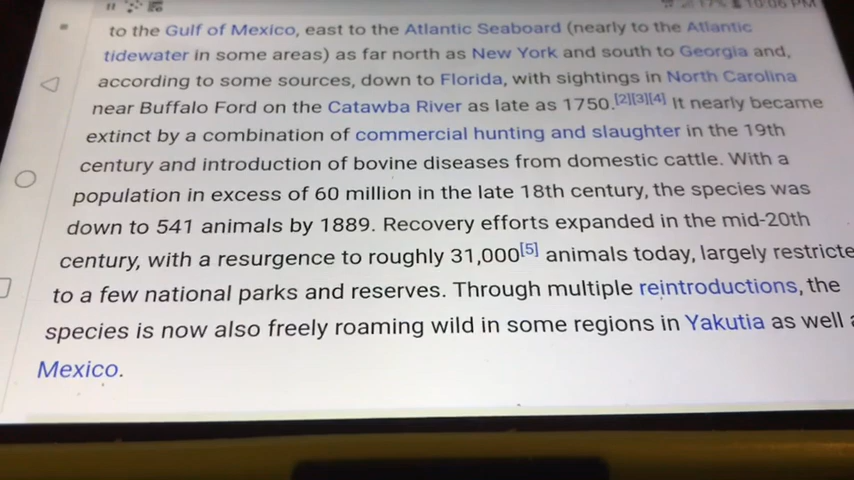 17% 10:06 PM
to the Gulf of Mexico, east to the Atlantic Seaboard (nearly to the Atlantic
tidewater in some areas) as far north as New York and south to Georgia and,
according to some sources, down to Florida, with sightings in North Carolina
near Buffalo Ford on the Catawba River as late as 1750.[2][3][4] It nearly became
extinct by a combination of commercial hunting and slaughter in the 19th
century and introduction of bovine diseases from domestic cattle. With a
population in excess of 60 million in the late 18th century, the species was
down to 541 animals by 1889. Recovery efforts expanded in the mid-20th
century, with a resurgence to roughly 31,000[5] animals today, largely restricte
to a few national parks and reserves. Through multiple reintroductions, the
species is now also freely roaming wild in some regions in Yakutia as well a
Mexico.